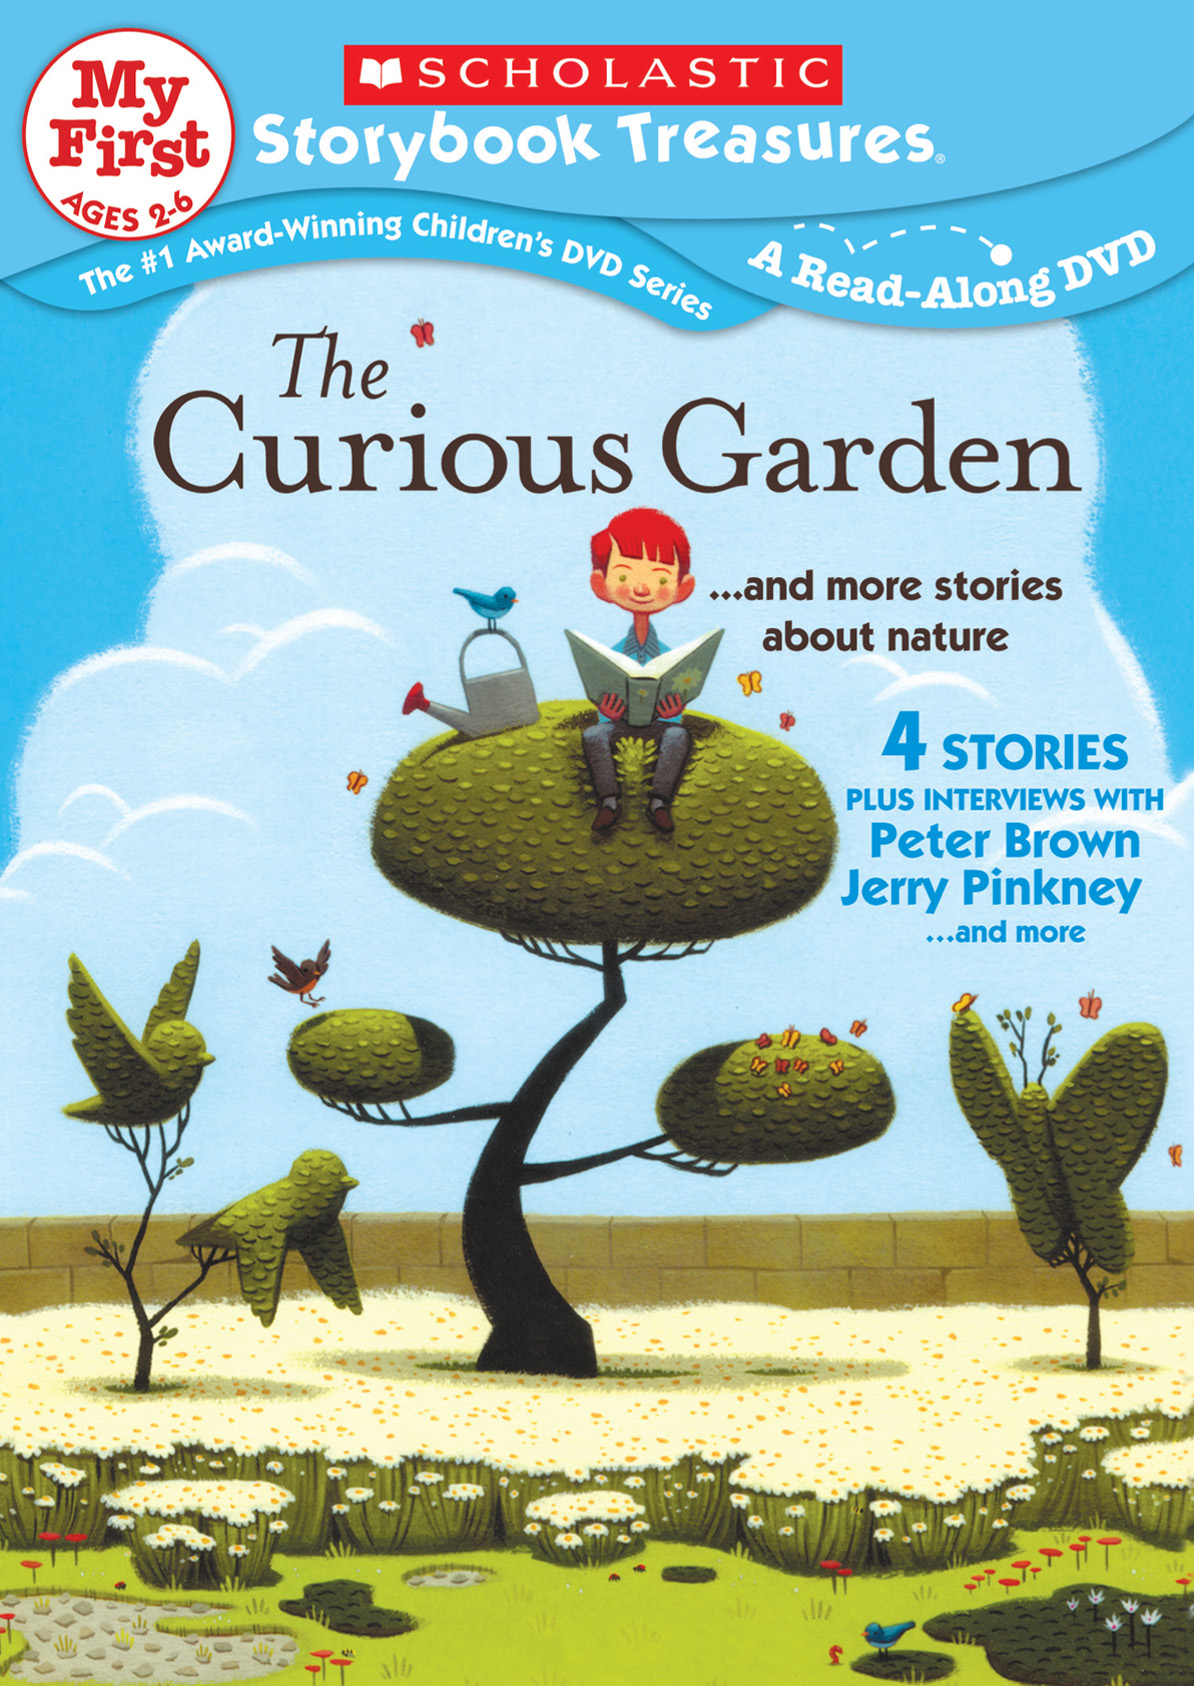 My
First
AGES 2-6
SCHOLASTIC
Storybook Treasures®
The #1 Award-Winning Children's DVD Series
A Read-Along DVD
The
Curious Garden
...and more stories
about nature
4 STORIES
PLUS INTERVIEWS WITH
Peter Brown
Jerry Pinkney
...and more